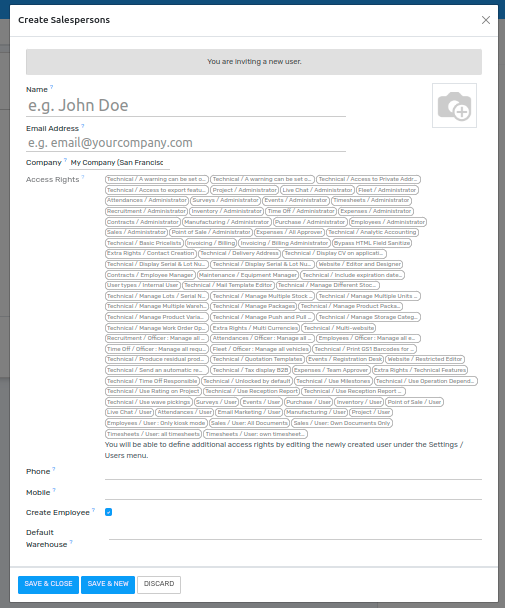 Create Salespersons
You are inviting a new user.
Name ?
e.g. John Doe
Email Address ?
e.g. email@yourcompany.com
Company ? My Company (San Francisc
Access Rights ? Technical / A warning can be set o... Technical / A warning can be set o... Technical / Access to Private Addr...
Technical / Access to export featu... Project / Administrator Live Chat / Administrator Fleet / Administrator
Attendances / Administrator Surveys / Administrator Events / Administrator Timesheets / Administrator
Recruitment / Administrator Inventory / Administrator Time Off / Administrator Expenses / Administrator
Contracts / Administrator Manufacturing / Administrator Purchase / Administrator Employees / Administrator
Sales / Administrator Point of Sale / Administrator Expenses / All Approver Technical / Analytic Accounting
Technical / Basic Pricelists Invoicing / Billing Invoicing / Billing Administrator Bypass HTML Field Sanitize
Extra Rights / Contact Creation Technical / Delivery Address Technical / Display CV on applicati...
Technical / Display Serial & Lot Nu... Technical / Display Serial & Lot Nu... Website / Editor and Designer
Contracts / Employee Manager Maintenance / Equipment Manager Technical / Include expiration date...
User types / Internal User Technical / Mail Template Editor Technical / Manage Different Stoc...
Technical / Manage Lots / Serial N... Technical / Manage Multiple Stock... Technical / Manage Multiple Units ...
Technical / Manage Multiple Wareh... Technical / Manage Packages Technical / Manage Product Packa...
Technical / Manage Product Varia... Technical / Manage Push and Pull ... Technical / Manage Storage Categ...
Technical / Manage Work Order Op... Extra Rights / Multi Currencies Technical / Multi-website
Recruitment / Officer : Manage all ... Attendances / Officer : Manage all ... Employees / Officer : Manage all e...
Time Off / Officer : Manage all requ... Fleet / Officer : Manage all vehicles Technical / Print GS1 Barcodes for ...
Technical / Produce residual prod... Technical / Quotation Templates Events / Registration Desk Website / Restricted Editor
Technical / Send an automatic re... Technical / Tax display B2B Expenses / Team Approver Extra Rights / Technical Features
Technical / Time Off Responsible Technical / Unlocked by default Technical / Use Milestones Technical / Use Operation Depend...
Technical / Use Rating on Project Technical / Use Reception Report Technical / Use Reception Report ...
Technical / Use wave pickings Surveys / User Events / User Purchase / User Inventory / User Point of Sale / User
Live Chat / User Attendances / User Email Marketing / User Manufacturing / User Project / User
Employees / User : Only kiosk mode Sales / User: All Documents Sales / User: Own Documents Only
Timesheets / User: all timesheets Timesheets / User: own timesheet...
You will be able to define additional access rights by editing the newly created user under the Settings /
Users menu.
Phone ?
Mobile ?
Create Employee ?
Default
Warehouse ?
SAVE & CLOSE SAVE & NEW DISCARD